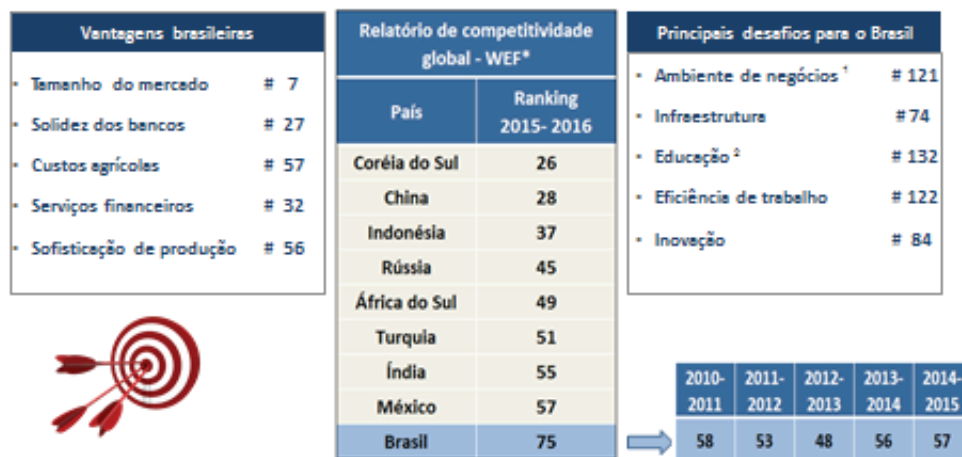 Vantagens brasileiras
• Tamanho do mercado # 7
• Solidez dos bancos # 27
• Custos agrícolas # 57
• Serviços financeiros # 32
• Sofisticação de produção # 56
Relatório de competitividade
global - WEF*
País Ranking
2015- 2016
Coréia do Sul 26
China 28
Indonésia 37
Rússia 45
África do Sul 49
Turquia 51
Índia 55
México 57
Brasil 75
Principais desafios para o Brasil
• Ambiente de negócios ¹ # 121
• Infraestrutura #74
• Educação ² # 132
• Eficiência de trabalho # 122
• Inovação # 84
2010-
2011 2011-
2012 2012-
2013 2013-
2014 2014-
2015
58 53 48 56 57